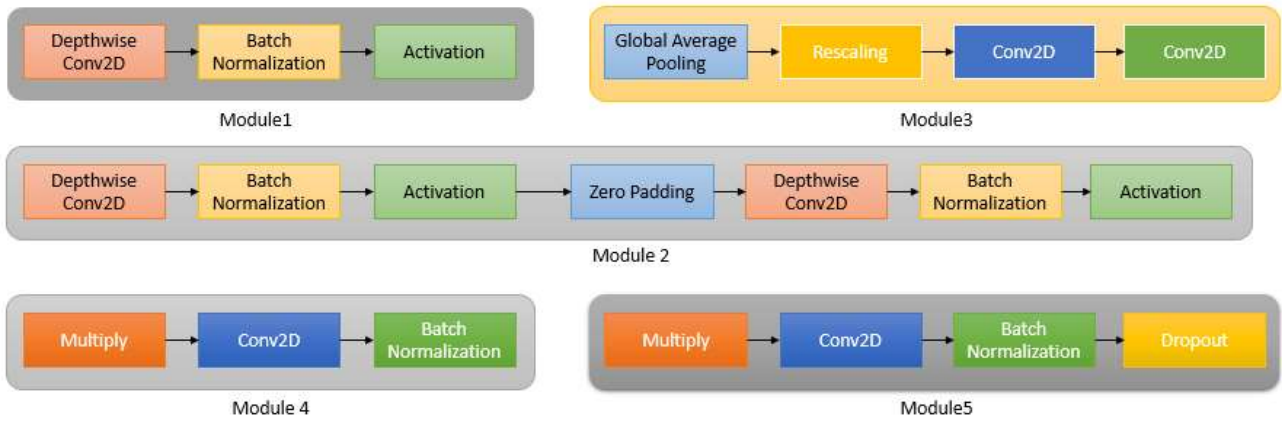 Depthwise
Conv2D
Batch
Normalization
Activation
Module1
Global Average
Pooling
Rescaling
Conv2D
Conv2D
Module3
Depthwise
Conv2D
Batch
Normalization
Activation
Zero Padding
Depthwise
Conv2D
Batch
Normalization
Activation
Module 2
Multiply
Conv2D
Batch
Normalization
Module 4
Multiply
Conv2D
Batch
Normalization
Dropout
Module5